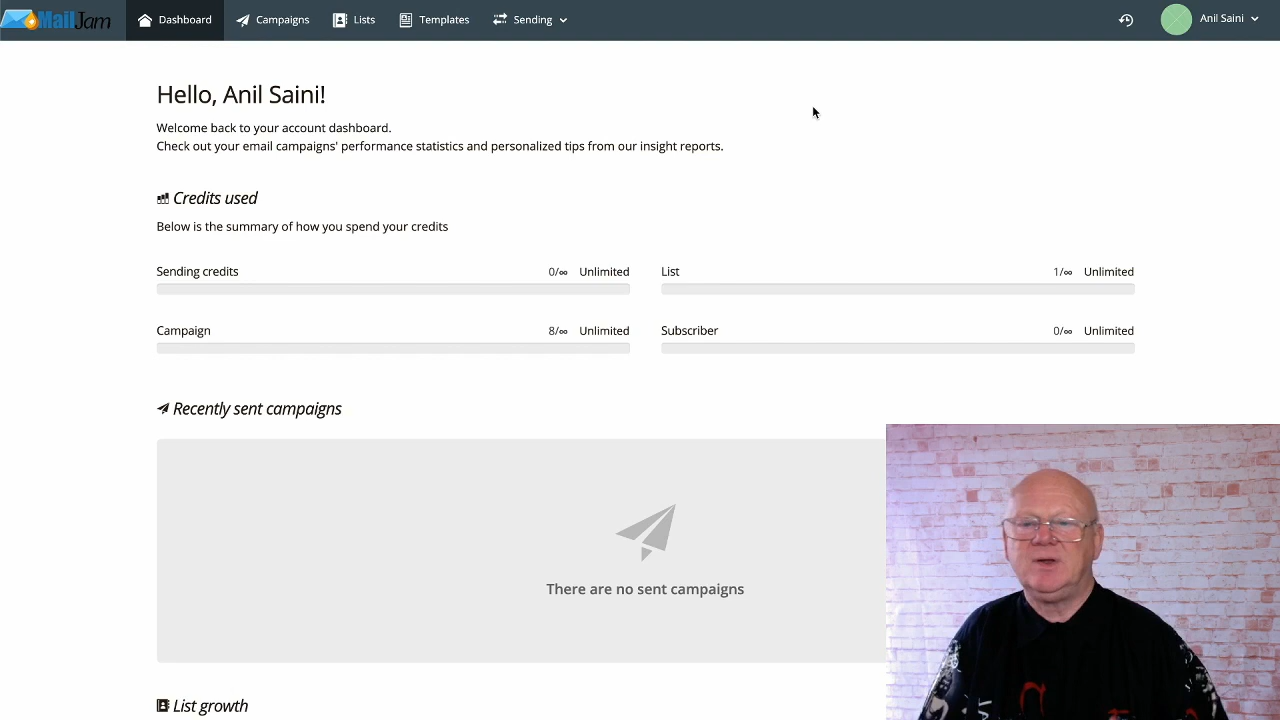 MailJam
Dashboard
Campaigns
Lists
Templates
Sending
Anil Saini
Hello, Anil Saini!
Welcome back to your account dashboard.
Check out your email campaigns' performance statistics and personalized tips from our insight reports.
Credits used
Below is the summary of how you spend your credits
Sending credits 0/∞ Unlimited
List 1/∞ Unlimited
Campaign 8/∞ Unlimited
Subscriber 0/∞ Unlimited
Recently sent campaigns
There are no sent campaigns
List growth